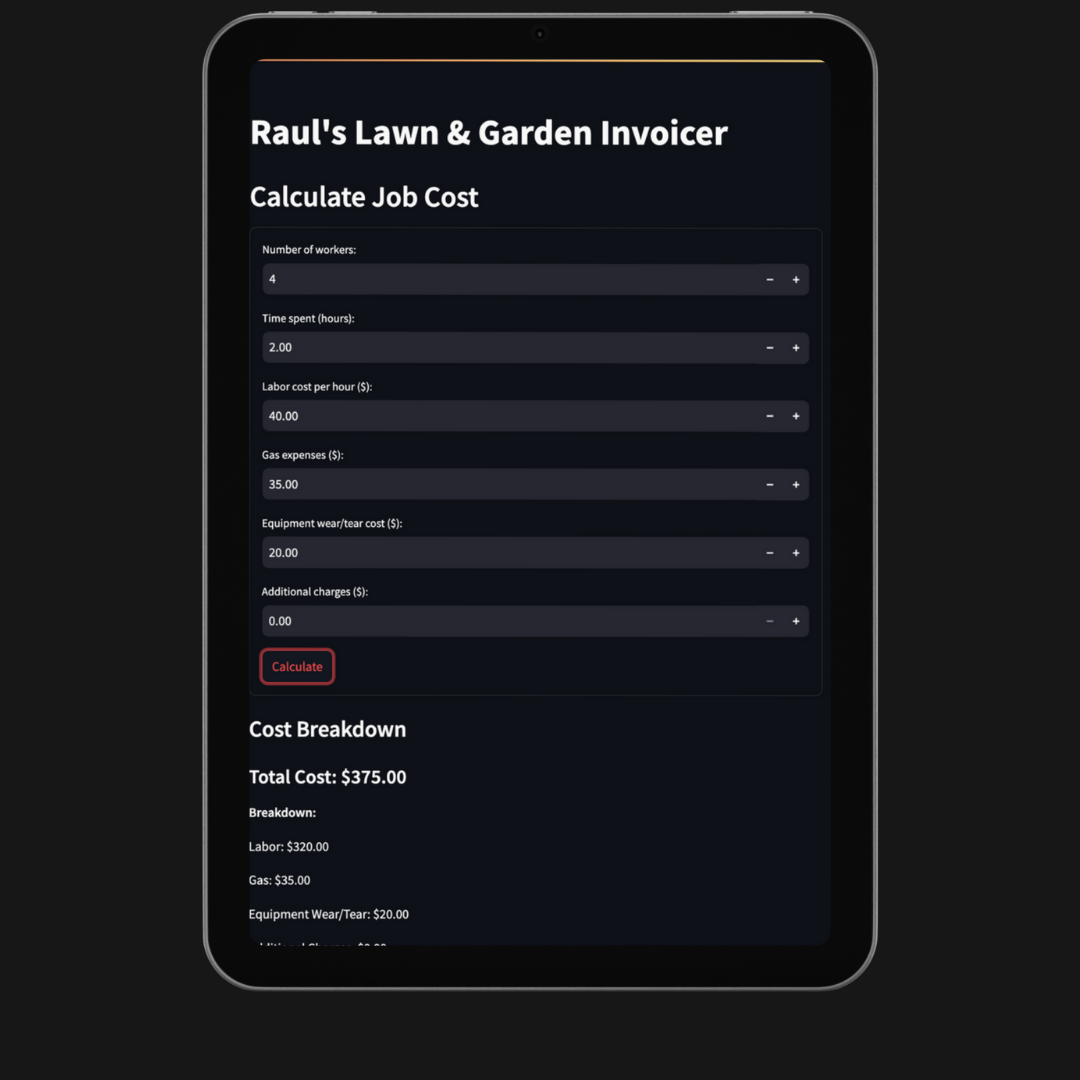 Raul's Lawn & Garden Invoicer
Calculate Job Cost
Number of workers:
4 − +
Time spent (hours):
2.00 − +
Labor cost per hour ($):
40.00 − +
Gas expenses ($):
35.00 − +
Equipment wear/tear cost ($):
20.00 − +
Additional charges ($):
0.00 − +
Calculate
Cost Breakdown
Total Cost: $375.00
Breakdown:
Labor: $320.00
Gas: $35.00
Equipment Wear/Tear: $20.00